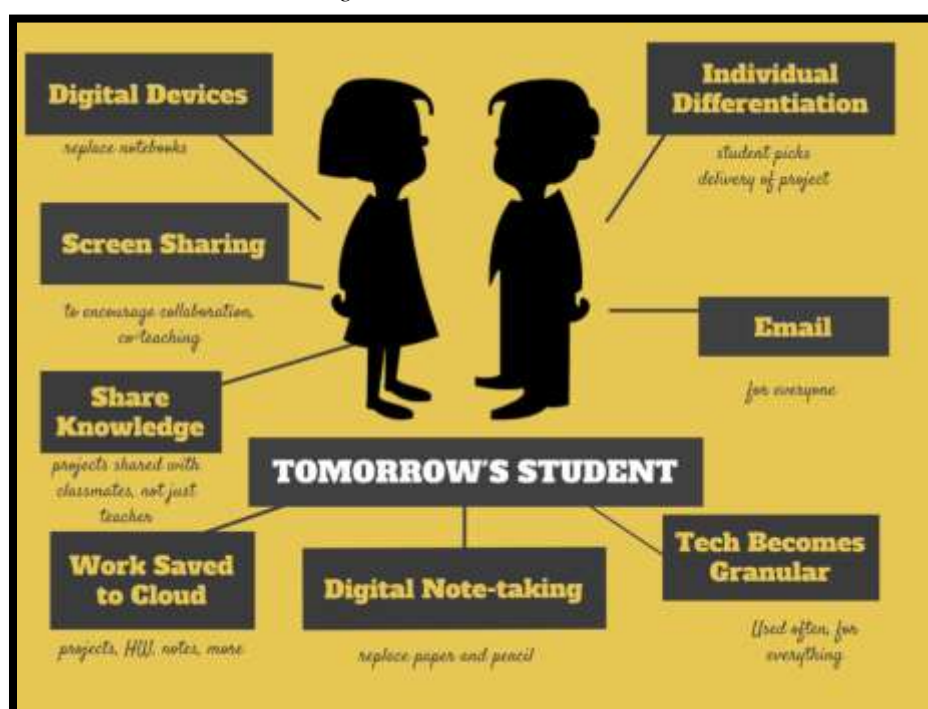 Digital Devices
replace notebooks
Individual
Differentiation
student picks
delivery of project
Screen Sharing
to encourage collaboration,
co-teaching
Email
for everyone
Share
Knowledge
projects shared with
classmates, not just
teacher
TOMORROW'S STUDENT
Work Saved
to Cloud
projects, HW, notes, more
Digital Note-taking
replace paper and pencil
Tech Becomes
Granular
Used often, for
everything